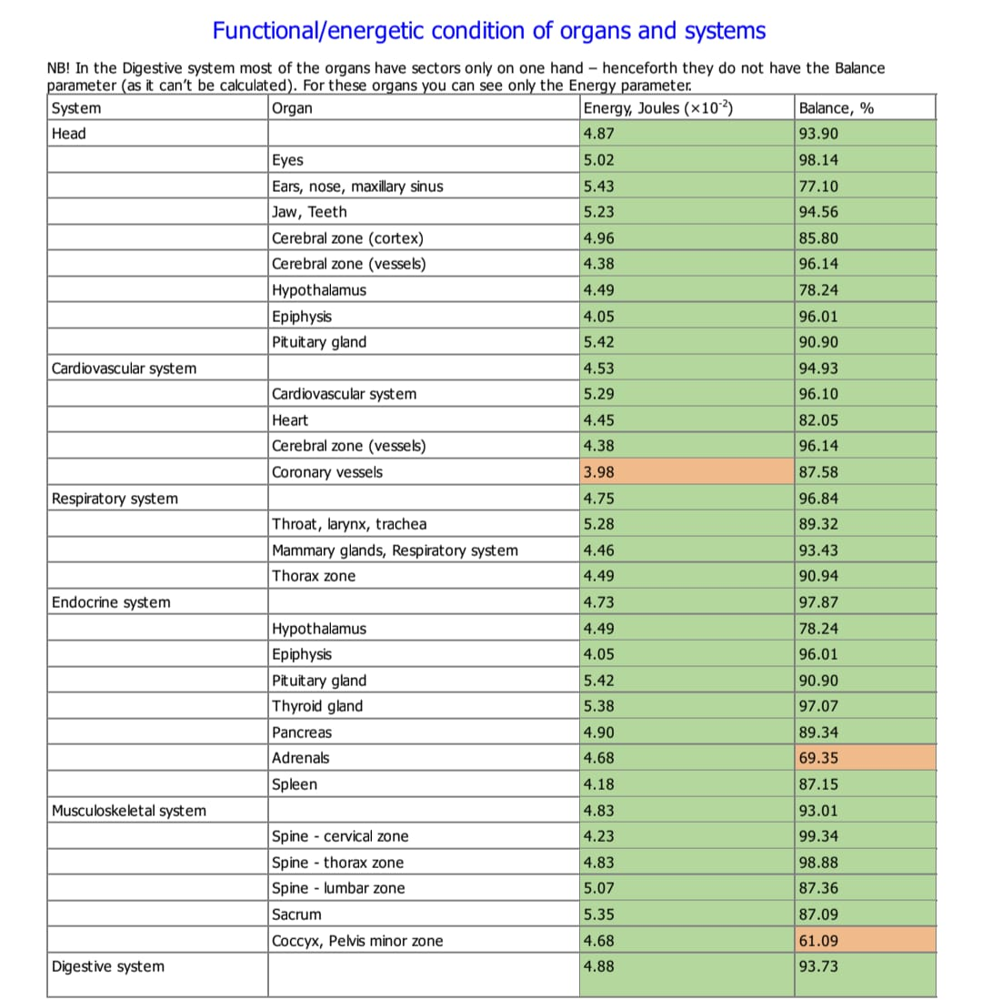 Functional/energetic condition of organs and systems
NB! In the Digestive system most of the organs have sectors only on one hand – henceforth they do not have the Balance
parameter (as it can't be calculated). For these organs you can see only the Energy parameter.
System Organ Energy, Joules (×10⁻²) Balance, %
Head 4.87 93.90
Eyes 5.02 98.14
Ears, nose, maxillary sinus 5.43 77.10
Jaw, Teeth 5.23 94.56
Cerebral zone (cortex) 4.96 85.80
Cerebral zone (vessels) 4.38 96.14
Hypothalamus 4.49 78.24
Epiphysis 4.05 96.01
Pituitary gland 5.42 90.90
Cardiovascular system 4.53 94.93
Cardiovascular system 5.29 96.10
Heart 4.45 82.05
Cerebral zone (vessels) 4.38 96.14
Coronary vessels 3.98 87.58
Respiratory system 4.75 96.84
Throat, larynx, trachea 5.28 89.32
Mammary glands, Respiratory system 4.46 93.43
Thorax zone 4.49 90.94
Endocrine system 4.73 97.87
Hypothalamus 4.49 78.24
Epiphysis 4.05 96.01
Pituitary gland 5.42 90.90
Thyroid gland 5.38 97.07
Pancreas 4.90 89.34
Adrenals 4.68 69.35
Spleen 4.18 87.15
Musculoskeletal system 4.83 93.01
Spine - cervical zone 4.23 99.34
Spine - thorax zone 4.83 98.88
Spine - lumbar zone 5.07 87.36
Sacrum 5.35 87.09
Coccyx, Pelvis minor zone 4.68 61.09
Digestive system 4.88 93.73